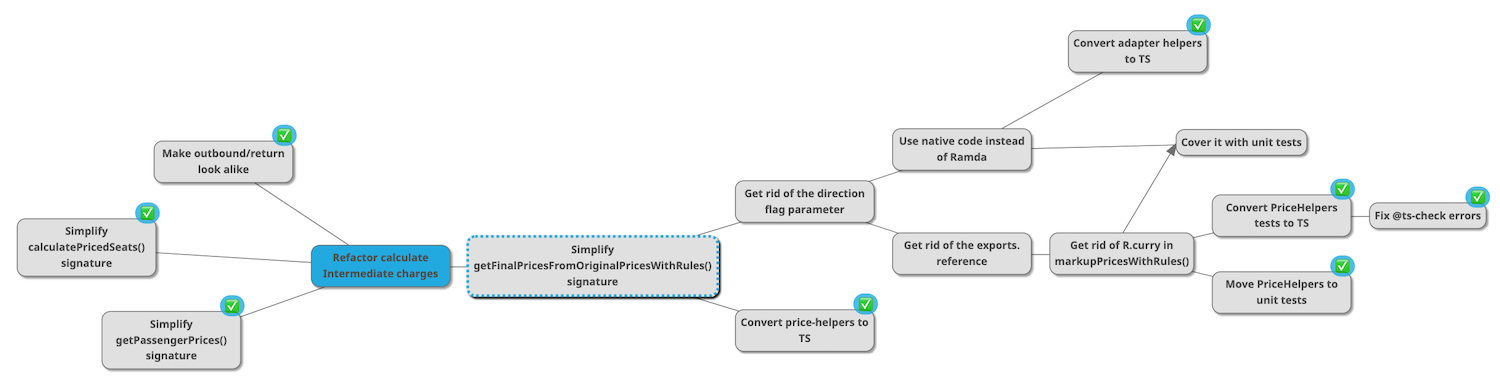 Convert adapter helpers
to TS
Use native code instead
of Ramda
Cover it with unit tests
Make outbound/return
look alike
Get rid of the direction
flag parameter
Convert PriceHelpers
tests to TS
Fix @ts-check errors
Simplify
calculatePricedSeats()
signature
Refactor calculate
Intermediate charges
Simplify
getFinalPricesFromOriginalPricesWithRules()
signature
Get rid of the exports.
reference
Get rid of R.curry in
markupPricesWithRules()
Move PriceHelpers to
unit tests
Simplify
getPassengerPrices()
signature
Convert price-helpers to
TS